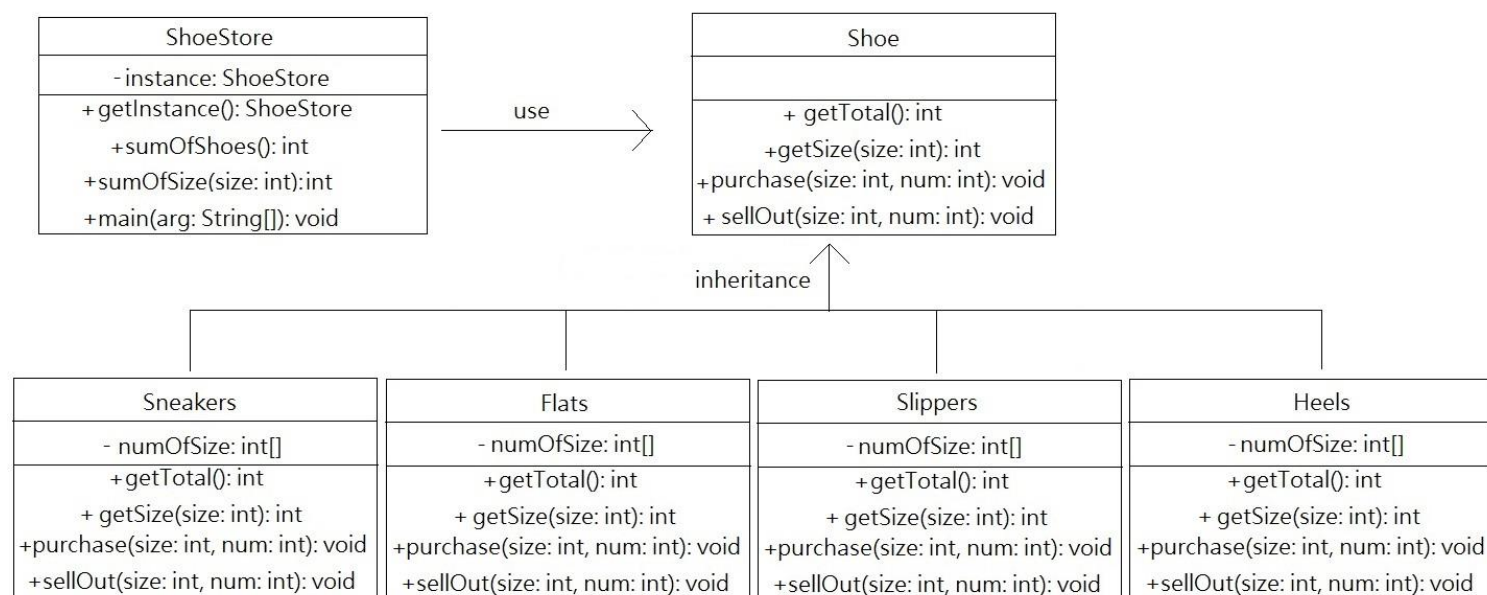 ShoeStore
- instance: ShoeStore
+ getInstance(): ShoeStore
+sumOfShoes(): int
+sumOfSize(size: int):int
+main(arg: String[]): void
use
Shoe
+ getTotal(): int
+getSize(size: int): int
+purchase(size: int, num: int): void
+ sellOut(size: int, num: int): void
inheritance
Sneakers
- numOfSize: int[]
+getTotal(): int
+ getSize(size: int): int
+purchase(size: int, num: int): void
+sellOut(size: int, num: int): void
Flats
- numOfSize: int[]
+getTotal(): int
+ getSize(size: int): int
+purchase(size: int, num: int): void
+sellOut(size: int, num: int): void
Slippers
- numOfSize: int[]
+getTotal(): int
+ getSize(size: int): int
+purchase(size: int, num: int): void
+sellOut(size: int, num: int): void
Heels
- numOfSize: int[]
+getTotal(): int
+ getSize(size: int): int
+purchase(size: int, num: int): void
+sellOut(size: int, num: int): void